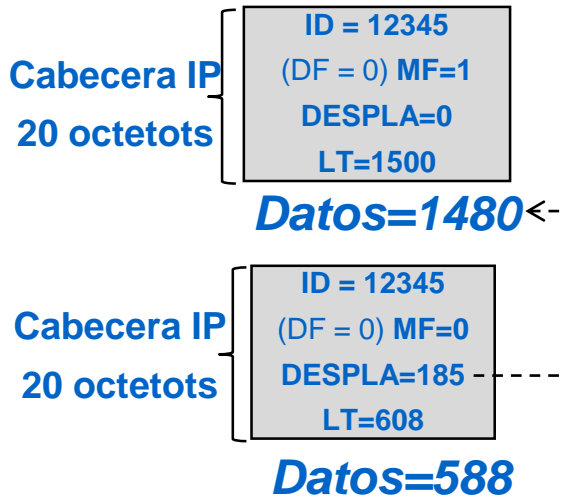 ID = 12345
(DF = 0) MF=1
DESPLA=0
LT=1500
Cabecera IP
20 octetots
Datos=1480
ID = 12345
(DF = 0) MF=0
DESPLA=185
LT=608
Cabecera IP
20 octetots
Datos=588